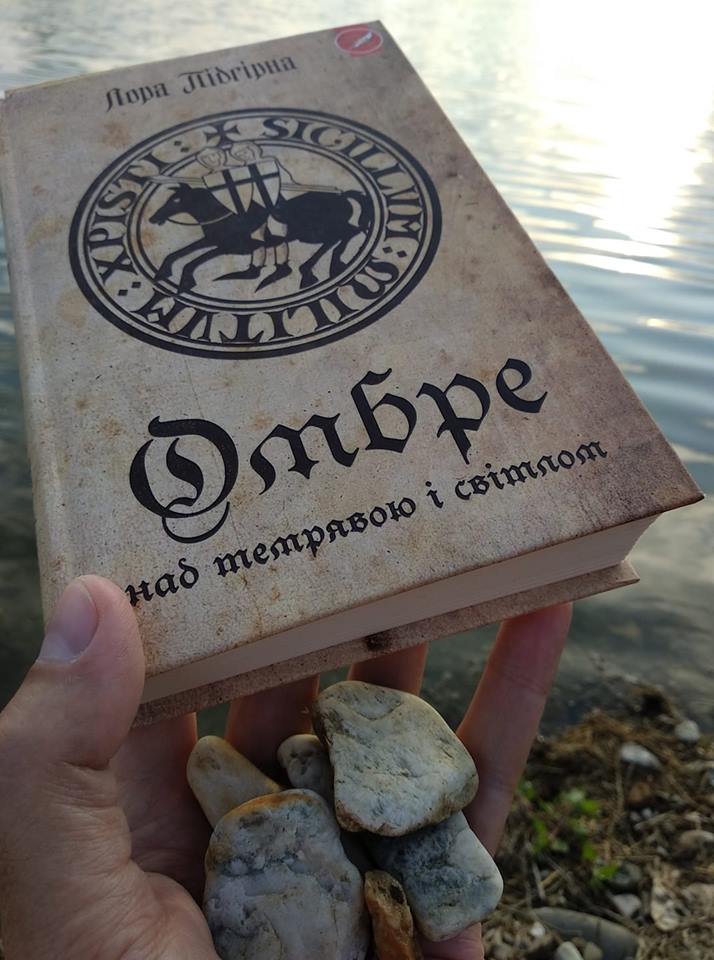 Лора Підгірна
✠ SIGILLVM : MILITVM : XPISTI :
Омбре
над темрявою і світлом